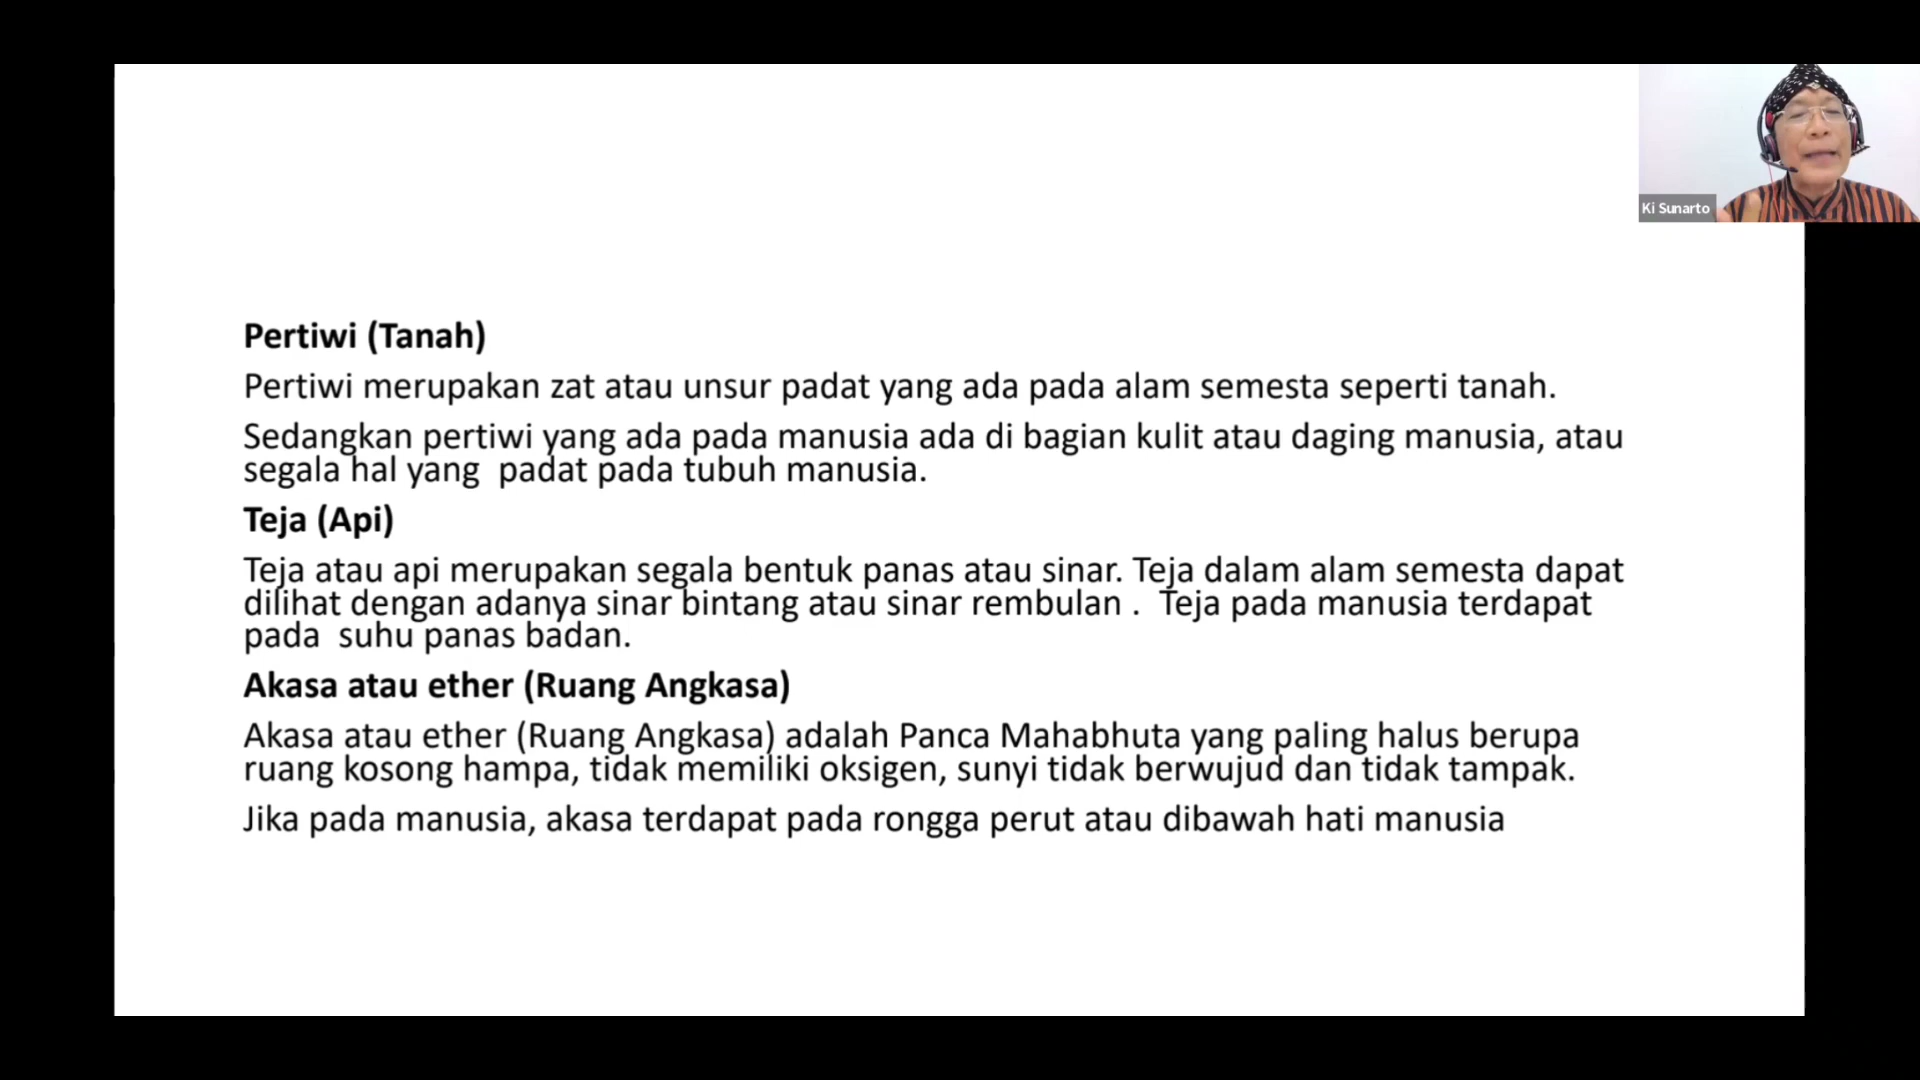 Ki Sunarto
Pertiwi (Tanah)
Pertiwi merupakan zat atau unsur padat yang ada pada alam semesta seperti tanah.
Sedangkan pertiwi yang ada pada manusia ada di bagian kulit atau daging manusia, atau
segala hal yang  padat pada tubuh manusia.
Teja (Api)
Teja atau api merupakan segala bentuk panas atau sinar. Teja dalam alam semesta dapat
dilihat dengan adanya sinar bintang atau sinar rembulan .  Teja pada manusia terdapat
pada  suhu panas badan.
Akasa atau ether (Ruang Angkasa)
Akasa atau ether (Ruang Angkasa) adalah Panca Mahabhuta yang paling halus berupa
ruang kosong hampa, tidak memiliki oksigen, sunyi tidak berwujud dan tidak tampak.
Jika pada manusia, akasa terdapat pada rongga perut atau dibawah hati manusia